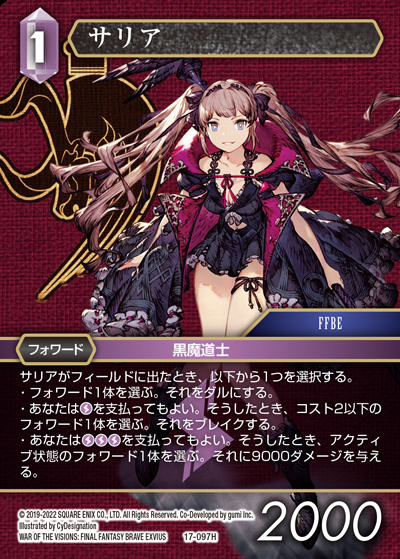 1
サリア
FFBE
フォワード
黒魔道士
サリアがフィールドに出たとき、以下から1つを選択する。
・フォワード1体を選ぶ。それをダルにする。
・あなたはを支払ってもよい。そうしたとき、コスト2以下の
フォワード1体を選ぶ。それをブレイクする。
・あなたはを支払ってもよい。そうしたとき、アクティ
ブ状態のフォワード1体を選ぶ。それに9000ダメージを与え
る。
© 2019-2022 SQUARE ENIX CO., LTD. All Rights Reserved. Co-Developed by gumi Inc.
Illustrated by CyDesignation
WAR OF THE VISIONS: FINAL FANTASY BRAVE EXVIUS
17-097H
2000